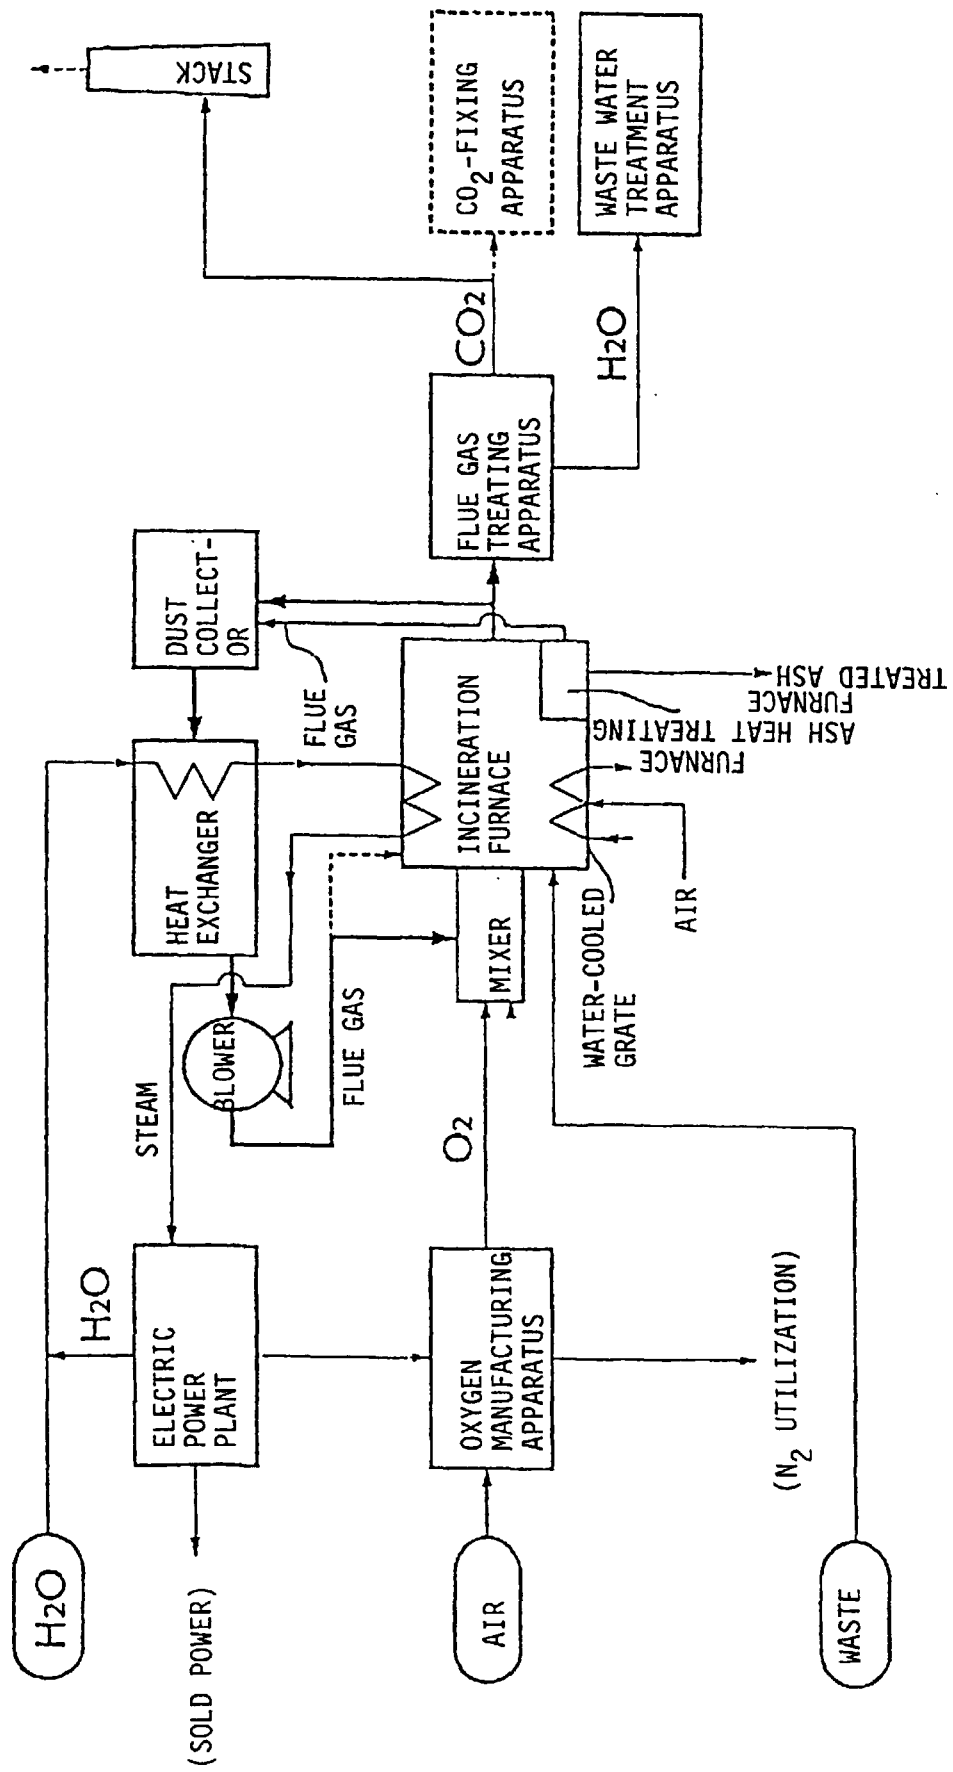 H2O
(SOLD POWER)
ELECTRIC
POWER
PLANT
H2O
STEAM
BLOWER
HEAT
EXCHANGER
DUST
COLLECT-
OR
FLUE
GAS
FLUE GAS
STACK
AIR
OXYGEN
MANUFACTURING
APPARATUS
O2
MIXER
INCINERATION
FURNACE
FLUE GAS
TREATING
APPARATUS
CO2
CO2-FIXING
APPARATUS
H2O
WASTE WATER
TREATMENT
APPARATUS
WATER-COOLED
GRATE
AIR
FURNACE
ASH HEAT TREATING
FURNACE
TREATED ASH
(N2 UTILIZATION)
WASTE